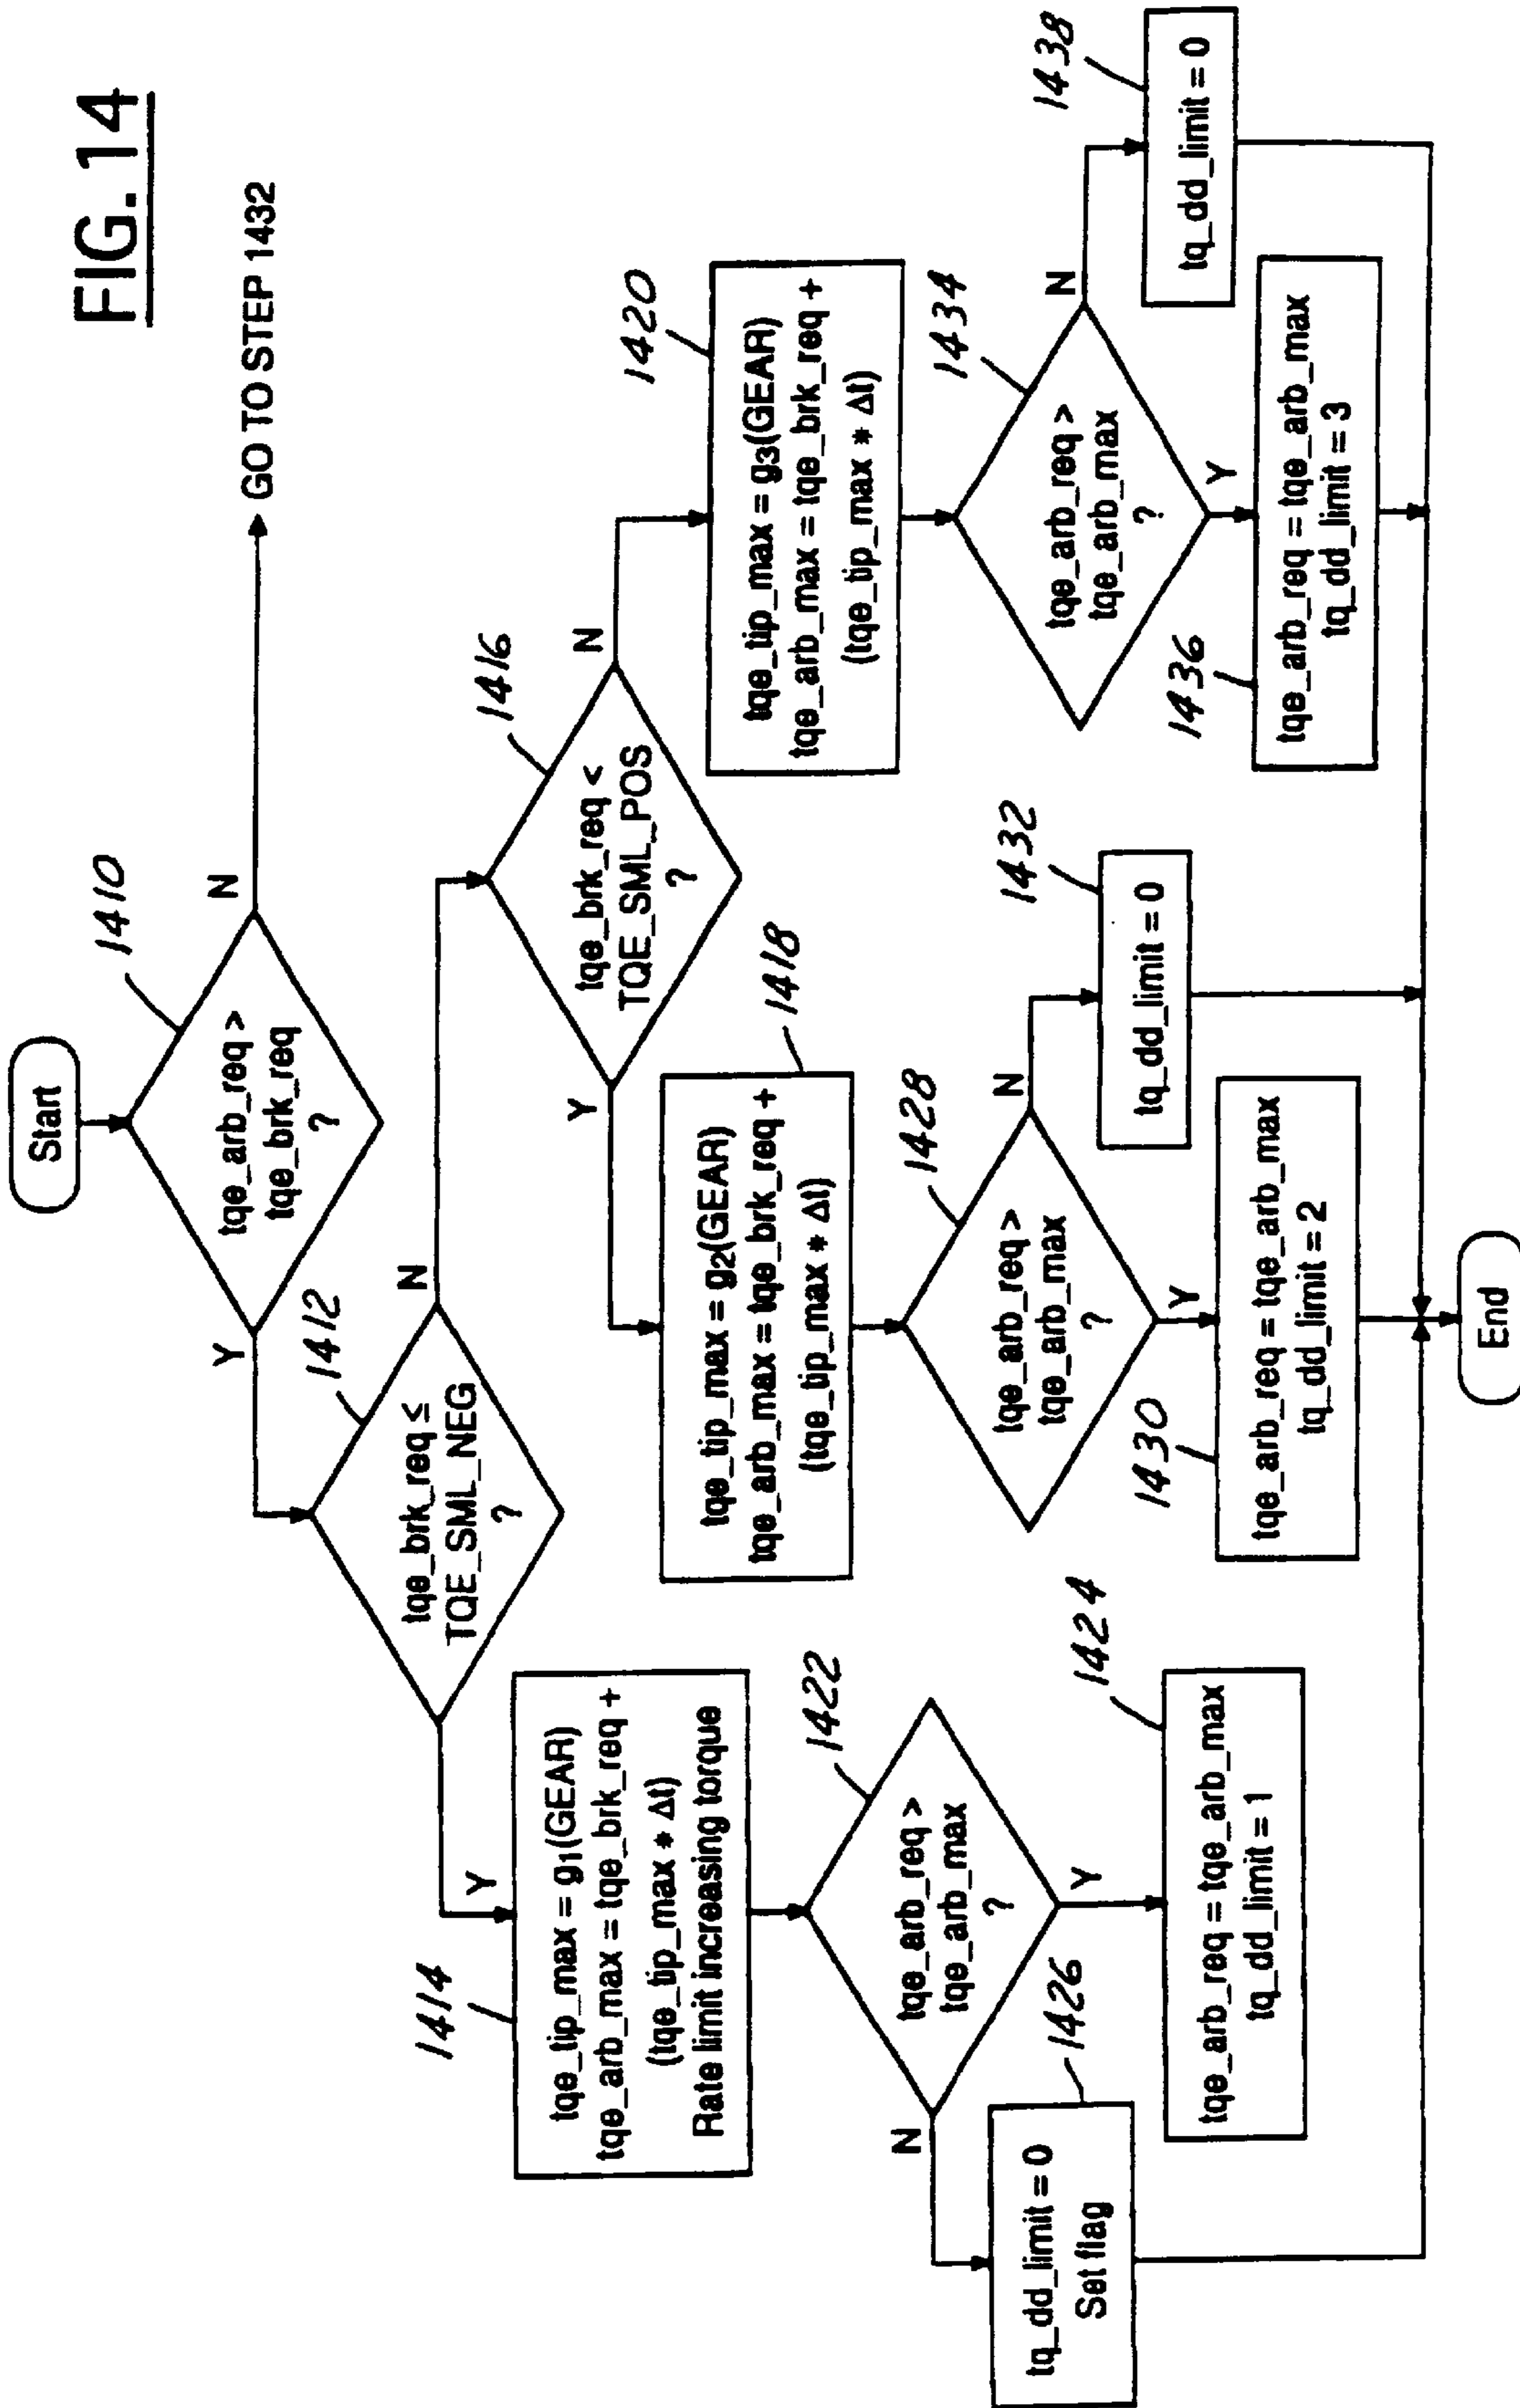 FIG.14
Start
1410
tqe_arb_req >
tqe_brk_req
?
N
GO TO STEP 1432
Y
1412
tqe_brk_req ≤
TQE_SML_NEG
?
N
Y
1414
tqe_tip_max = g1(GEAR)
tqe_arb_max = tqe_brk_req +
(tqe_tip_max * Δt)
Rate limit increasing torque
1416
tqe_brk_req <
TQE_SML_POS
?
Y
N
1418
tqe_tip_max = g2(GEAR)
tqe_arb_max = tqe_brk_req +
(tqe_tip_max * Δt)
1420
tqe_tip_max = g3(GEAR)
tqe_arb_max = tqe_brk_req +
(tqe_tip_max * Δt)
1422
tqe_arb_req >
tqe_arb_max
?
N
Y
1426
tq_dd_limit = 0
Set flag
1424
tqe_arb_req = tqe_arb_max
tq_dd_limit = 1
1428
tqe_arb_req >
tqe_arb_max
?
N
Y
1430
tqe_arb_req = tqe_arb_max
tq_dd_limit = 2
1432
tq_dd_limit = 0
1434
tqe_arb_req >
tqe_arb_max
?
N
Y
1436
tqe_arb_req = tqe_arb_max
tq_dd_limit = 3
1438
tq_dd_limit = 0
End